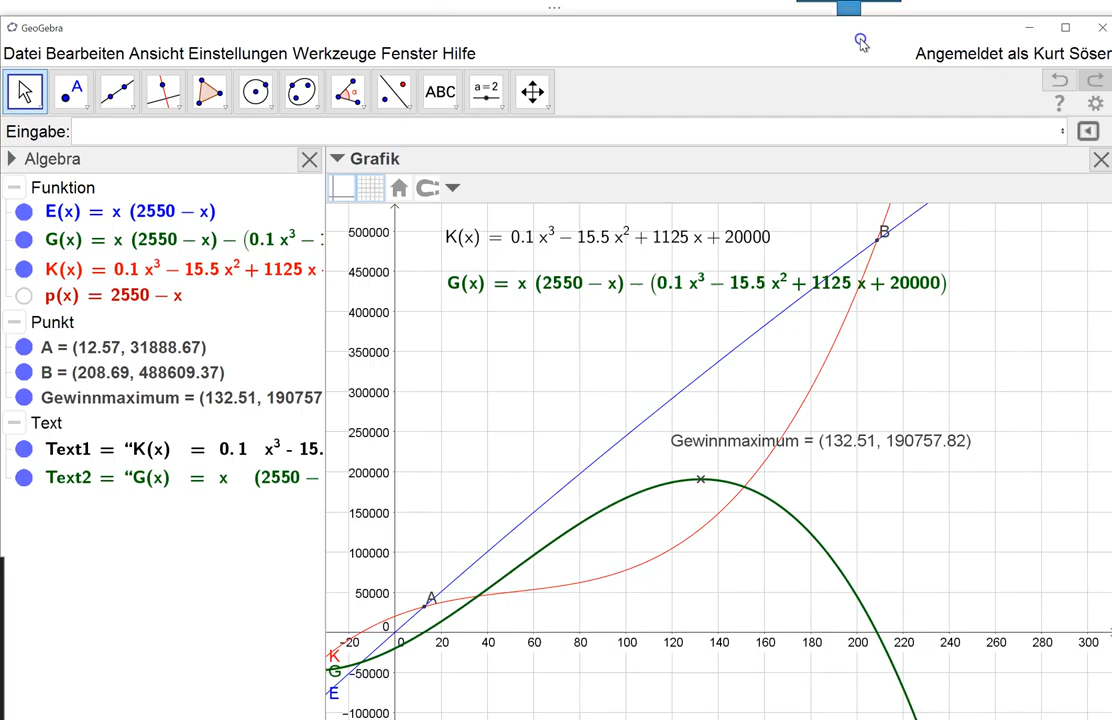 GeoGebra
Datei Bearbeiten Ansicht Einstellungen Werkzeuge Fenster Hilfe
Angemeldet als Kurt Söser
A
α
ABC
a=2
?
Eingabe:
Algebra
Funktion
E(x) = x (2550 − x)
G(x) = x (2550 − x) − (0.1 x³ −
K(x) = 0.1 x³ − 15.5 x² + 1125 x
p(x) = 2550 − x
Punkt
A = (12.57, 31888.67)
B = (208.69, 488609.37)
Gewinnmaximum = (132.51, 190757
Text
Text1 = “K(x) = 0.1 x³ - 15.
Text2 = “G(x) = x (2550 −
Grafik
K(x) = 0.1 x³ − 15.5 x² + 1125 x + 20000
G(x) = x (2550 − x) − (0.1 x³ − 15.5 x² + 1125 x + 20000)
B
Gewinnmaximum = (132.51, 190757.82)
A
500000
450000
400000
350000
300000
250000
200000
150000
100000
50000
0
−20 0 20 40 60 80 100 120 140 160 180 200 220 240 260 280 300
K
G
E
−50000
−100000